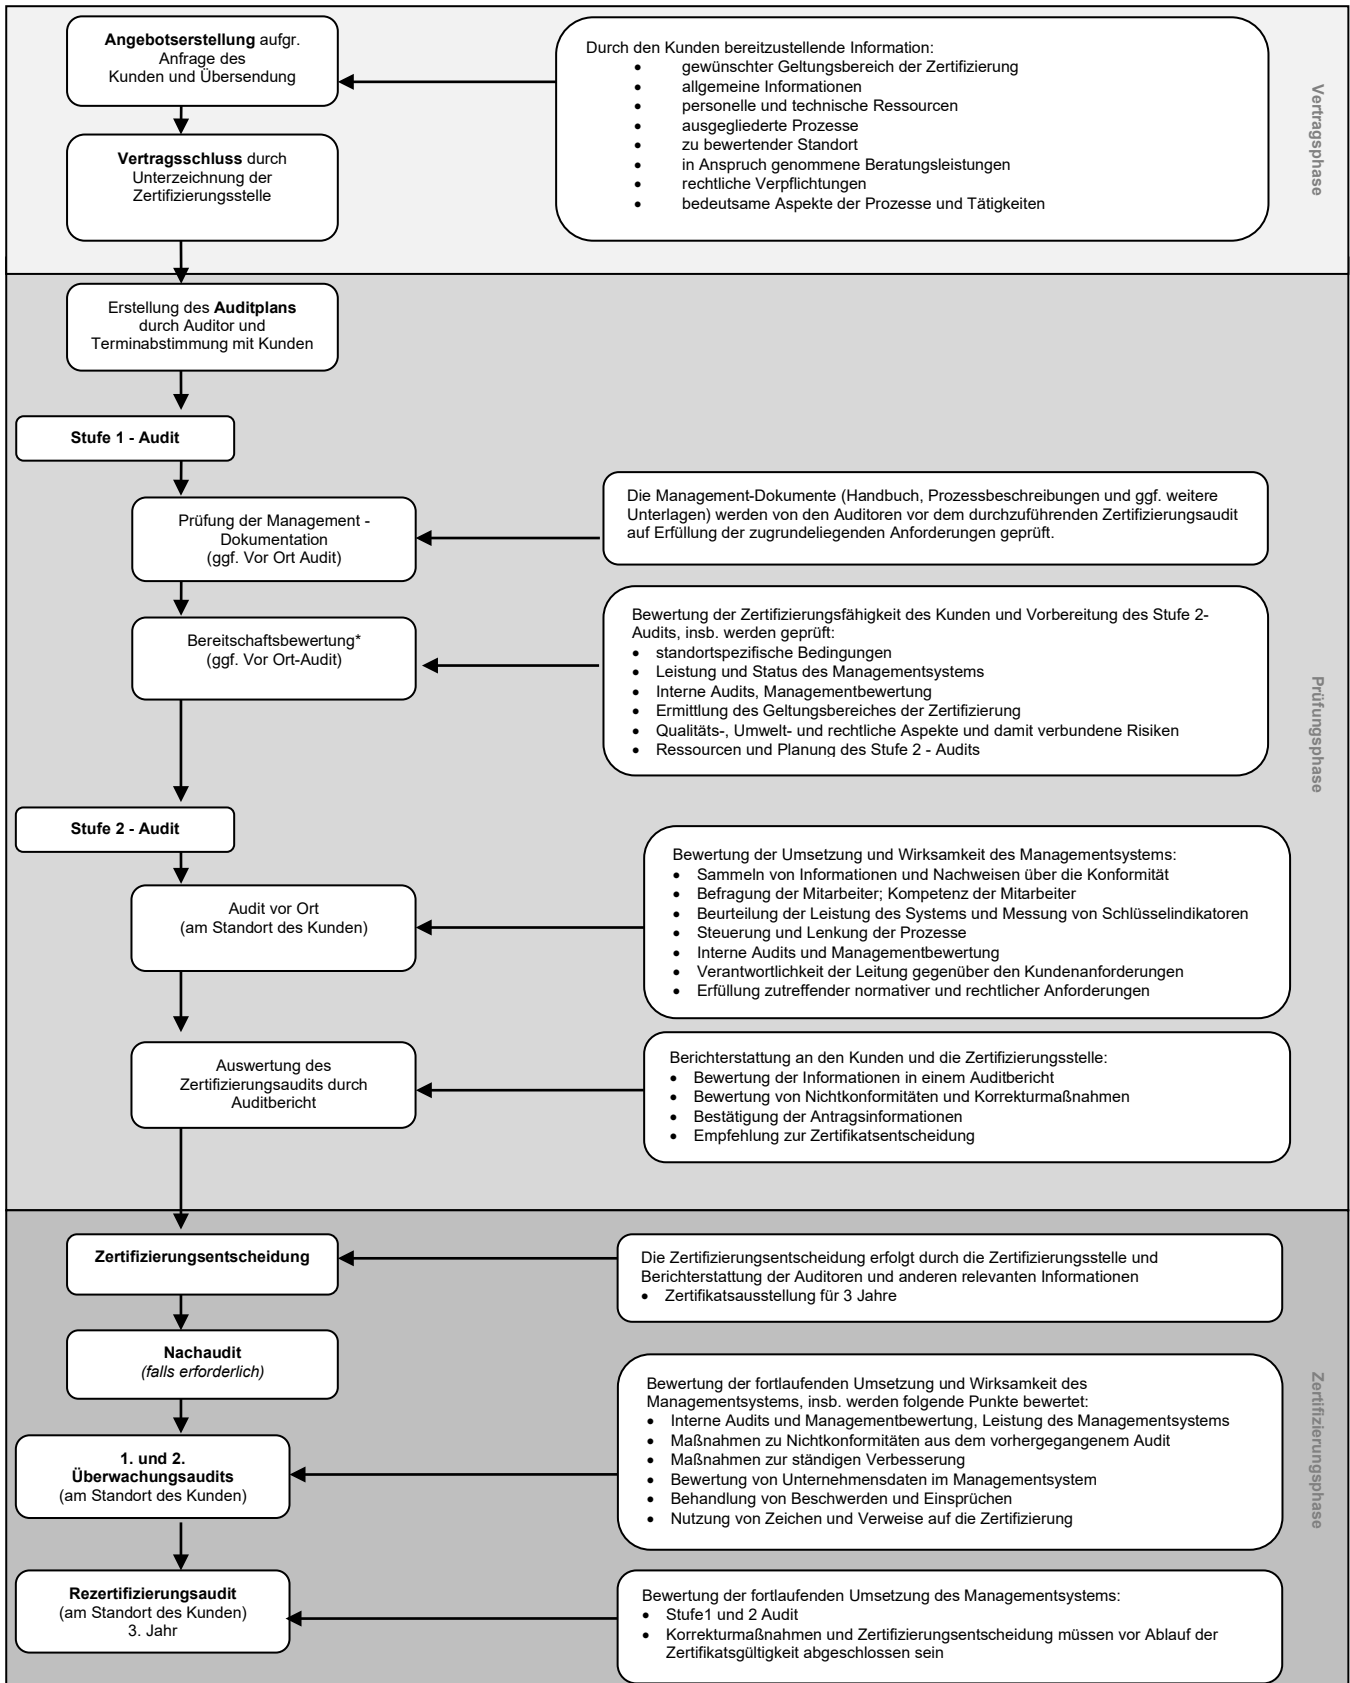 Angebotserstellung aufgr.
Anfrage des
Kunden und Übersendung
Durch den Kunden bereitzustellende Information:
• gewünschter Geltungsbereich der Zertifizierung
• allgemeine Informationen
• personelle und technische Ressourcen
• ausgegliederte Prozesse
• zu bewertender Standort
• in Anspruch genommene Beratungsleistungen
• rechtliche Verpflichtungen
• bedeutsame Aspekte der Prozesse und Tätigkeiten
Vertragsphase
Vertragsschluss durch
Unterzeichnung der
Zertifizierungsstelle
Erstellung des Auditplans
durch Auditor und
Terminabstimmung mit Kunden
Stufe 1 - Audit
Prüfung der Management -
Dokumentation
(ggf. Vor Ort Audit)
Die Management-Dokumente (Handbuch, Prozessbeschreibungen und ggf. weitere
Unterlagen) werden von den Auditoren vor dem durchzuführenden Zertifizierungsaudit
auf Erfüllung der zugrundeliegenden Anforderungen geprüft.
Bereitschaftsbewertung*
(ggf. Vor Ort-Audit)
Bewertung der Zertifizierungsfähigkeit des Kunden und Vorbereitung des Stufe 2-
Audits, insb. werden geprüft:
• standortspezifische Bedingungen
• Leistung und Status des Managementsystems
• Interne Audits, Managementbewertung
• Ermittlung des Geltungsbereiches der Zertifizierung
• Qualitäts-, Umwelt- und rechtliche Aspekte und damit verbundene Risiken
• Ressourcen und Planung des Stufe 2 - Audits
Prüfungsphase
Stufe 2 - Audit
Audit vor Ort
(am Standort des Kunden)
Bewertung der Umsetzung und Wirksamkeit des Managementsystems:
• Sammeln von Informationen und Nachweisen über die Konformität
• Befragung der Mitarbeiter; Kompetenz der Mitarbeiter
• Beurteilung der Leistung des Systems und Messung von Schlüsselindikatoren
• Steuerung und Lenkung der Prozesse
• Interne Audits und Managementbewertung
• Verantwortlichkeit der Leitung gegenüber den Kundenanforderungen
• Erfüllung zutreffender normativer und rechtlicher Anforderungen
Auswertung des
Zertifizierungsaudits durch
Auditbericht
Berichterstattung an den Kunden und die Zertifizierungsstelle:
• Bewertung der Informationen in einem Auditbericht
• Bewertung von Nichtkonformitäten und Korrekturmaßnahmen
• Bestätigung der Antragsinformationen
• Empfehlung zur Zertifikatsentscheidung
Zertifizierungsentscheidung
Die Zertifizierungsentscheidung erfolgt durch die Zertifizierungsstelle und
Berichterstattung der Auditoren und anderen relevanten Informationen
• Zertifikatsausstellung für 3 Jahre
Nachaudit
(falls erforderlich)
1. und 2.
Überwachungsaudits
(am Standort des Kunden)
Bewertung der fortlaufenden Umsetzung und Wirksamkeit des
Managementsystems, insb. werden folgende Punkte bewertet:
• Interne Audits und Managementbewertung, Leistung des Managementsystems
• Maßnahmen zu Nichtkonformitäten aus dem vorhergegangenem Audit
• Maßnahmen zur ständigen Verbesserung
• Bewertung von Unternehmensdaten im Managementsystem
• Behandlung von Beschwerden und Einsprüchen
• Nutzung von Zeichen und Verweise auf die Zertifizierung
Zertifizierungsphase
Rezertifizierungsaudit
(am Standort des Kunden)
3. Jahr
Bewertung der fortlaufenden Umsetzung des Managementsystems:
• Stufe1 und 2 Audit
• Korrekturmaßnahmen und Zertifizierungsentscheidung müssen vor Ablauf der
Zertifikatsgültigkeit abgeschlossen sein